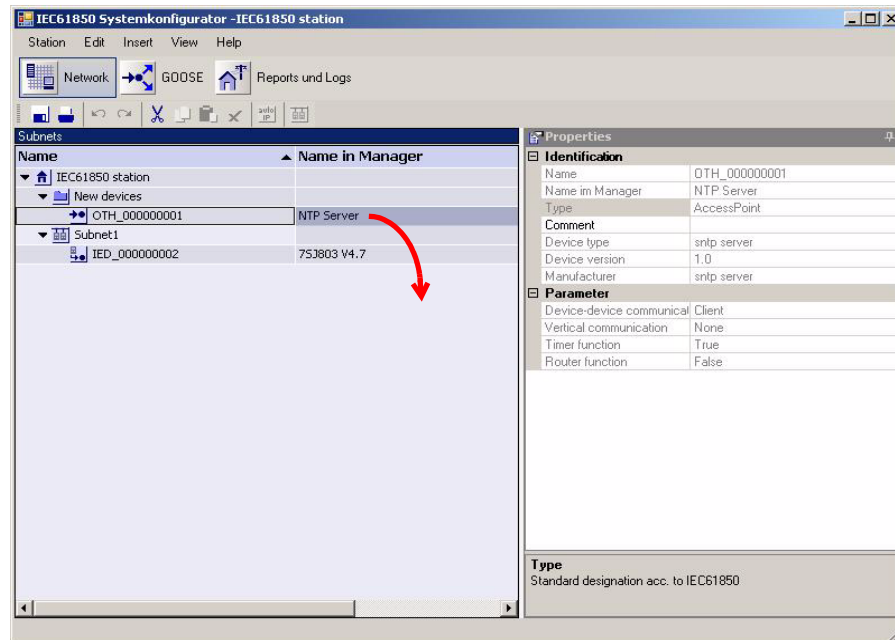 IEC61850 Systemkonfigurator -IEC61850 station
Station Edit Insert View Help
Network GOOSE Reports und Logs
auto IP
Subnets
Name Name in Manager
IEC61850 station
New devices
OTH_000000001 NTP Server
Subnet1
IED_000000002 7SJ803 V4.7
Properties
Identification
Name OTH_000000001
Name im Manager NTP Server
Type AccessPoint
Comment
Device type sntp server
Device version 1.0
Manufacturer sntp server
Parameter
Device-device communical Client
Vertical communication None
Timer function True
Router function False
Type
Standard designation acc. to IEC61850